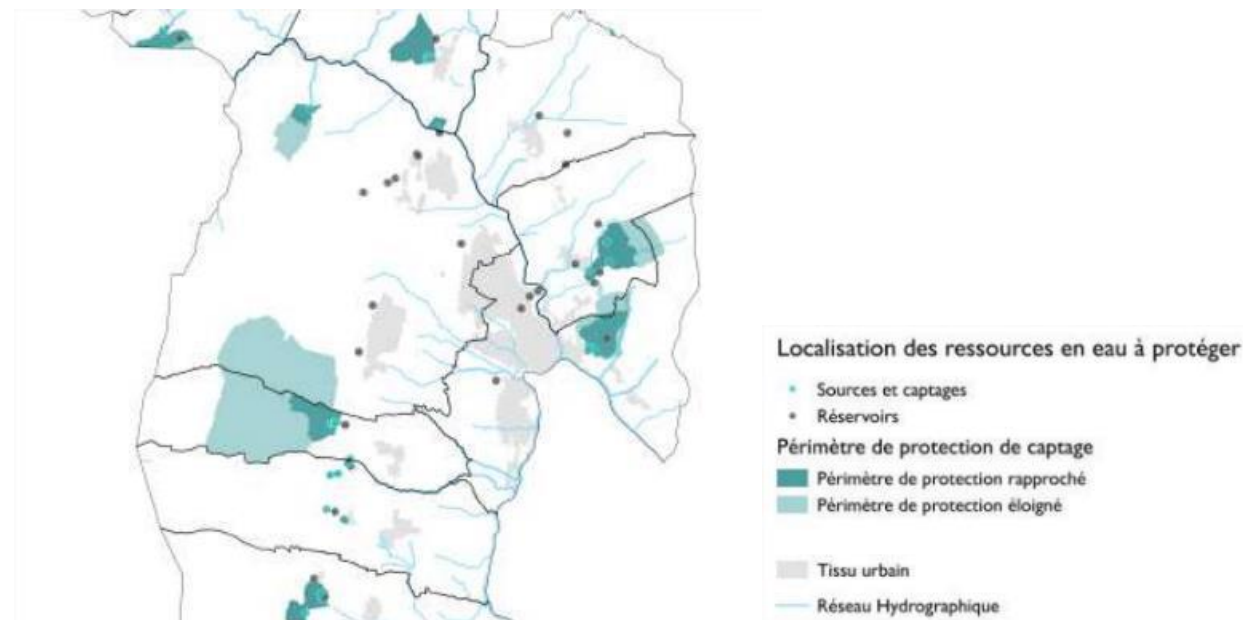 Localisation des ressources en eau à protéger
Sources et captages
Réservoirs
Périmètre de protection de captage
Périmètre de protection rapproché
Périmètre de protection éloigné
Tissu urbain
Réseau Hydrographique